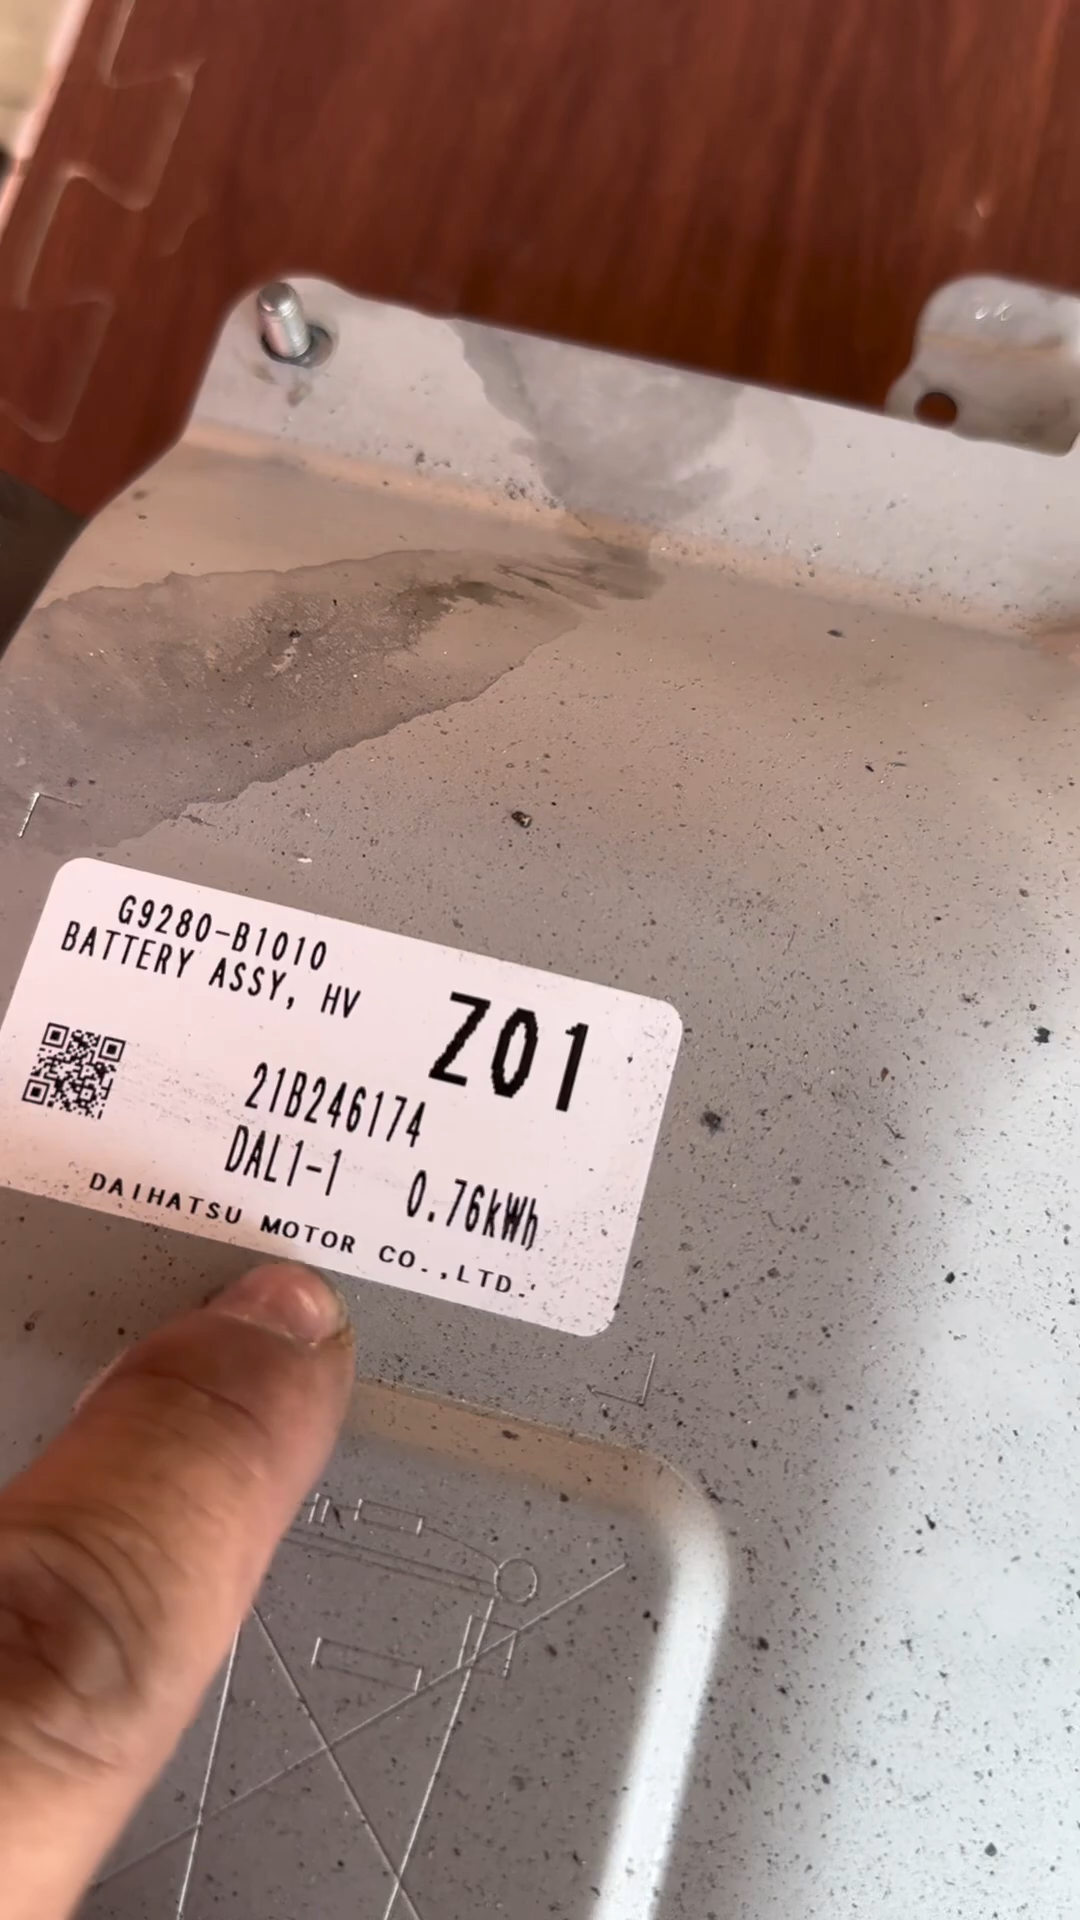 G9280-B1010
BATTERY ASSY, HV
Z01
21B246174
DAL1-1 0.76kWh
DAIHATSU MOTOR CO.,LTD.